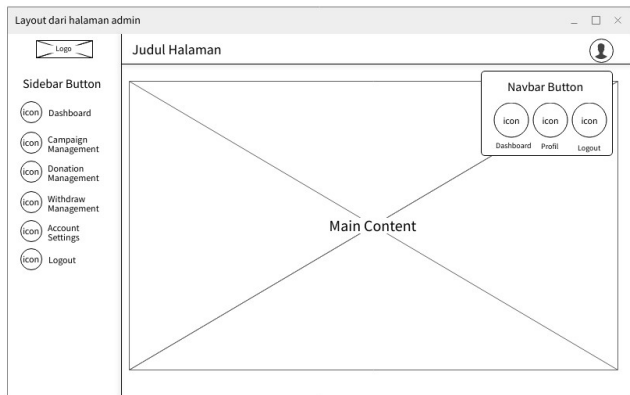 Layout dari halaman admin
Logo
Judul Halaman
Sidebar Button
icon Dashboard
icon Campaign
Management
icon Donation
Management
icon Withdraw
Management
icon Account
Settings
icon Logout
Navbar Button
icon icon icon
Dashboard Profil Logout
Main Content